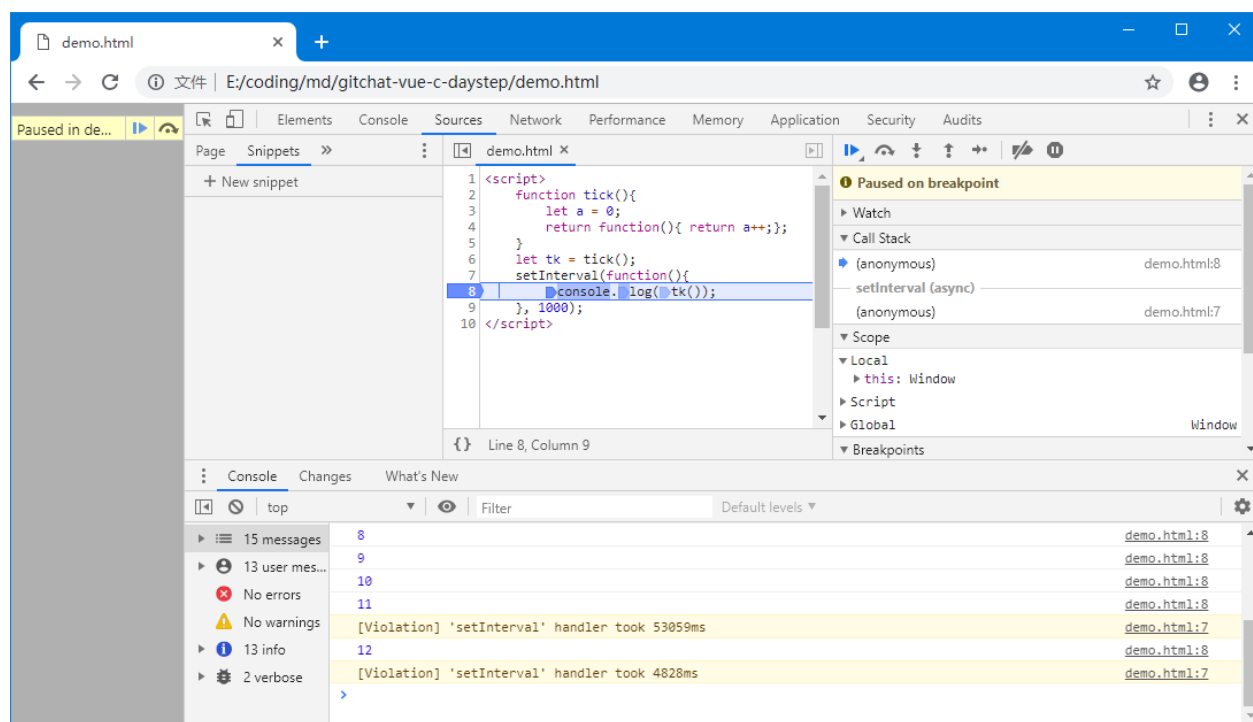 demo.html
文件 E:/coding/md/gitchat-vue-c-daystep/demo.html
Paused in de...
Elements Console Sources Network Performance Memory Application Security Audits
Page Snippets »
+ New snippet
demo.html ×
1 <script>
2     function tick(){
3         let a = 0;
4         return function(){ return a++;};
5     }
6     let tk = tick();
7     setInterval(function(){
8         console.log(tk());
9     }, 1000);
10 </script>
{} Line 8, Column 9
Paused on breakpoint
Watch
Call Stack
(anonymous) demo.html:8
setInterval (async)
(anonymous) demo.html:7
Scope
Local
this: Window
Script
Global Window
Breakpoints
Console Changes What's New
top Filter Default levels ▼
15 messages
13 user mes...
No errors
No warnings
13 info
2 verbose
8 demo.html:8
9 demo.html:8
10 demo.html:8
11 demo.html:8
[Violation] 'setInterval' handler took 53059ms demo.html:7
12 demo.html:8
[Violation] 'setInterval' handler took 4828ms demo.html:7